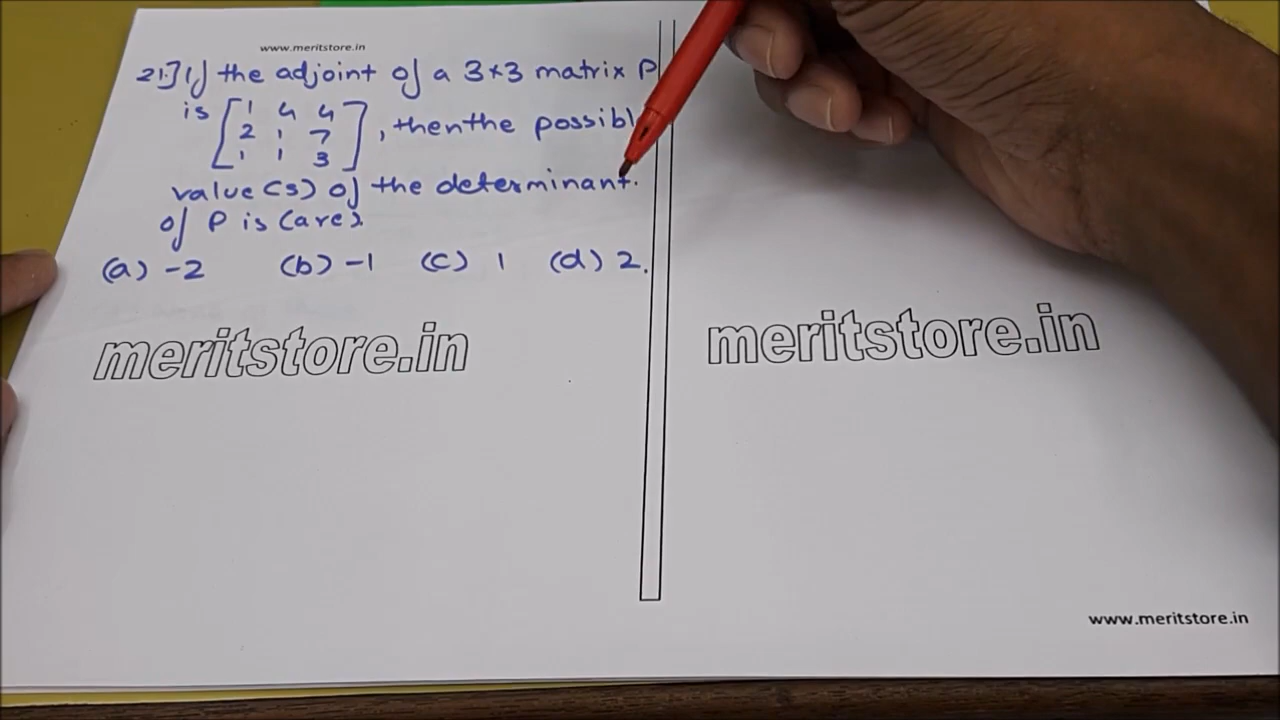 www.meritstore.in
21.] If the adjoint of a 3×3 matrix P
is [1 4 4
2 1 7
1 1 3], then the possibl
value(s) of the determinant.
of P is (are).
(a) -2 (b) -1 (c) 1 (d) 2.
meritstore.in
meritstore.in
www.meritstore.in